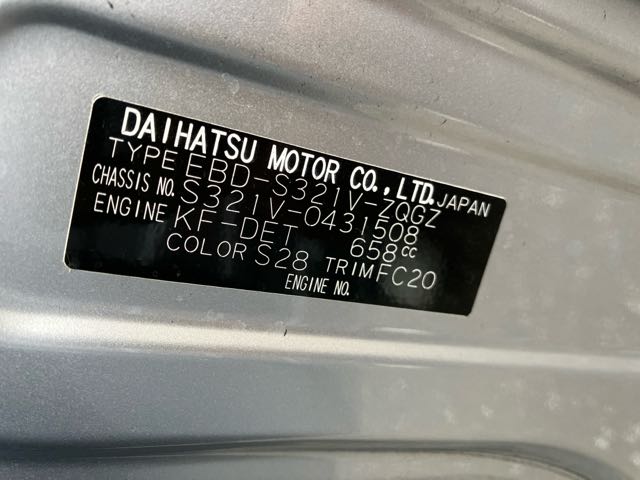 DAIHATSU MOTOR CO., LTD. JAPAN
TYPE EBD-S321V-ZQGZ
CHASSIS NO. S321V-0431508
ENGINE KF-DET 658cc
COLOR S28 TRIM FC20
ENGINE NO.